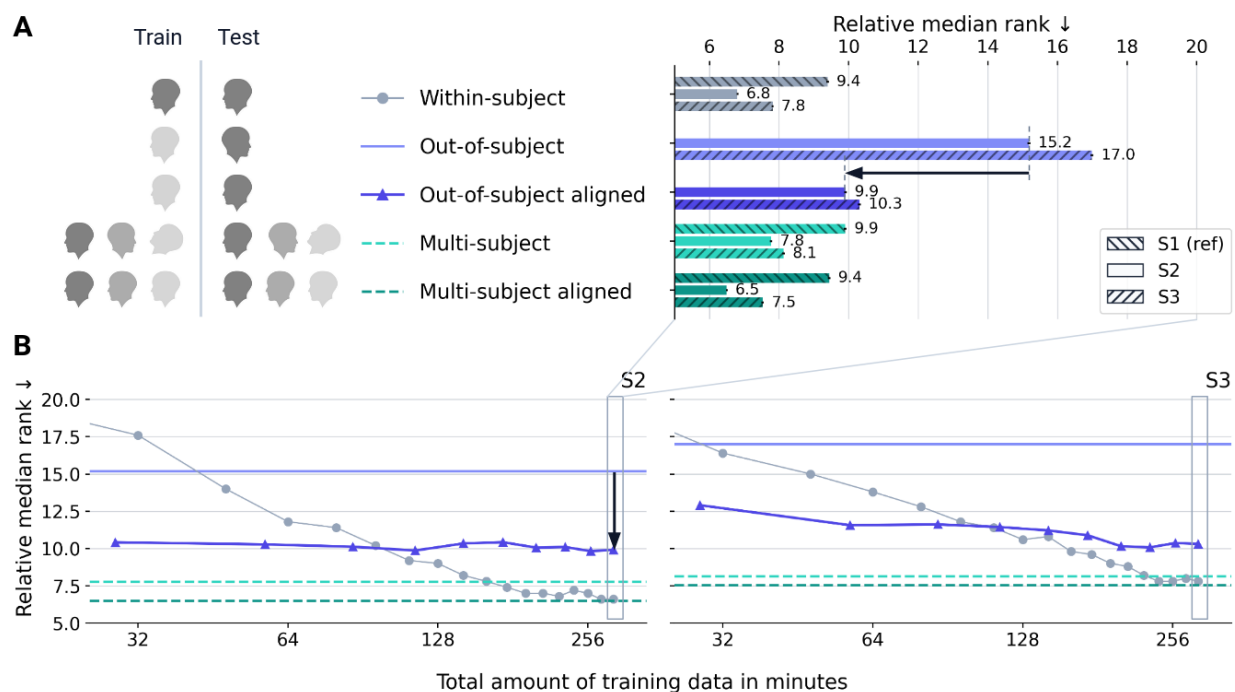 A
Train Test
Within-subject
Out-of-subject
Out-of-subject aligned
Multi-subject
Multi-subject aligned
Relative median rank ↓
6 8 10 12 14 16 18 20
9.4
6.8
7.8
15.2
17.0
9.9
10.3
9.9
7.8
8.1
9.4
6.5
7.5
S1 (ref)
S2
S3
B
Relative median rank ↓
S2
20.0
17.5
15.0
12.5
10.0
7.5
5.0
32 64 128 256
S3
32 64 128 256
Total amount of training data in minutes